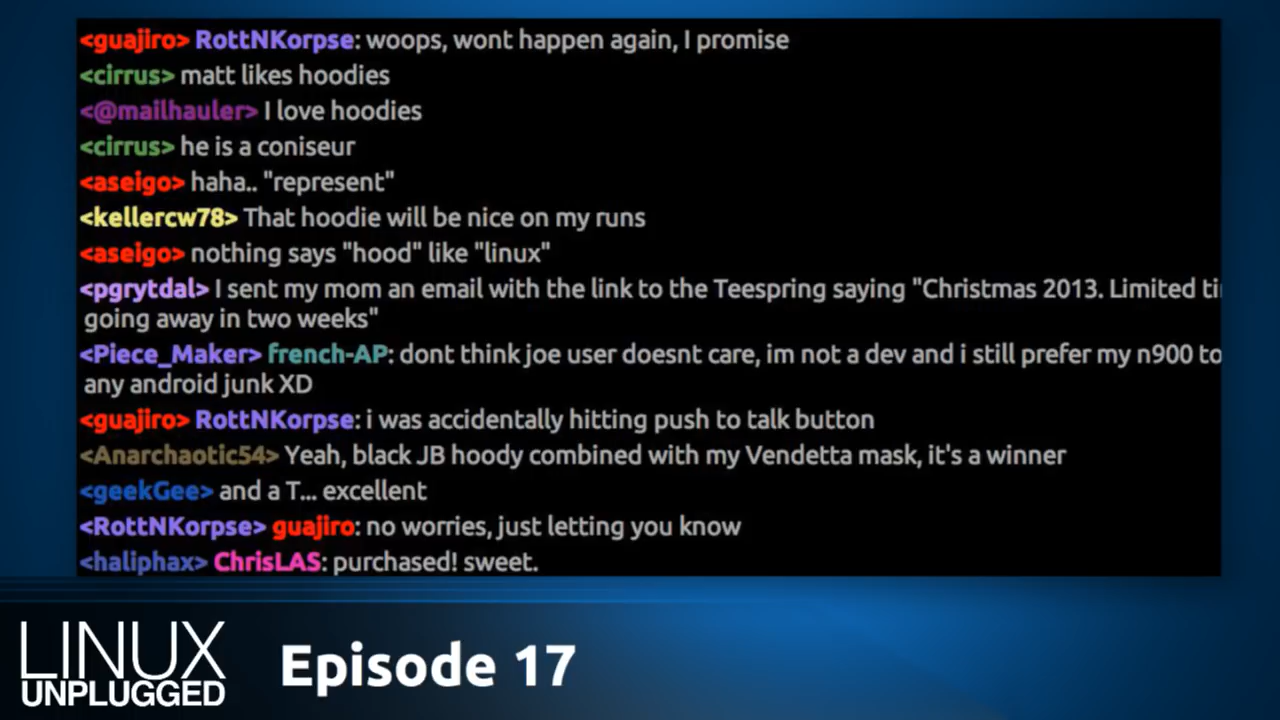 <guajiro> RottNKorpse: woops, wont happen again, I promise
<cirrus> matt likes hoodies
<@mailhauler> I love hoodies
<cirrus> he is a coniseur
<aseigo> haha.. "represent"
<kellercw78> That hoodie will be nice on my runs
<aseigo> nothing says "hood" like "linux"
<pgrytdal> I sent my mom an email with the link to the Teespring saying "Christmas 2013. Limited
going away in two weeks"
<Piece_Maker> french-AP: dont think joe user doesnt care, im not a dev and i still prefer my n900 to
any android junk XD
<guajiro> RottNKorpse: i was accidentally hitting push to talk button
<Anarchaotic54> Yeah, black JB hoody combined with my Vendetta mask, it's a winner
<geekGee> and a T... excellent
<RottNKorpse> guajiro: no worries, just letting you know
<haliphax> ChrisLAS: purchased! sweet.
LINUX
UNPLUGGED
Episode 17